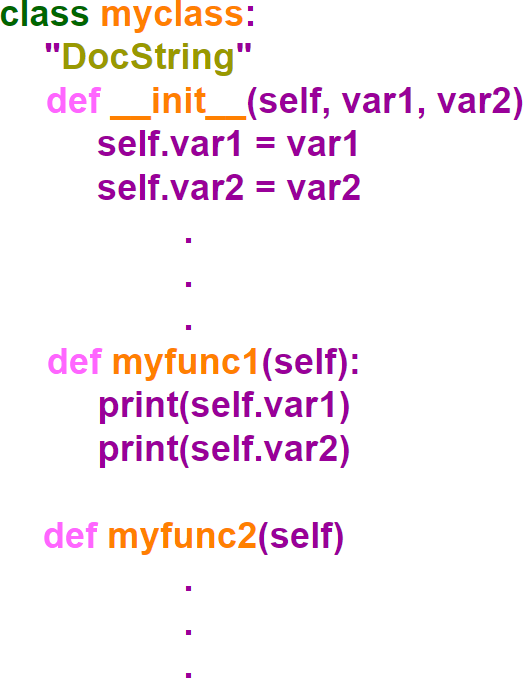 class myclass:
"DocString"
def __init__(self, var1, var2)
self.var1 = var1
self.var2 = var2
.
.
.
def myfunc1(self):
print(self.var1)
print(self.var2)
def myfunc2(self)
.
.
.